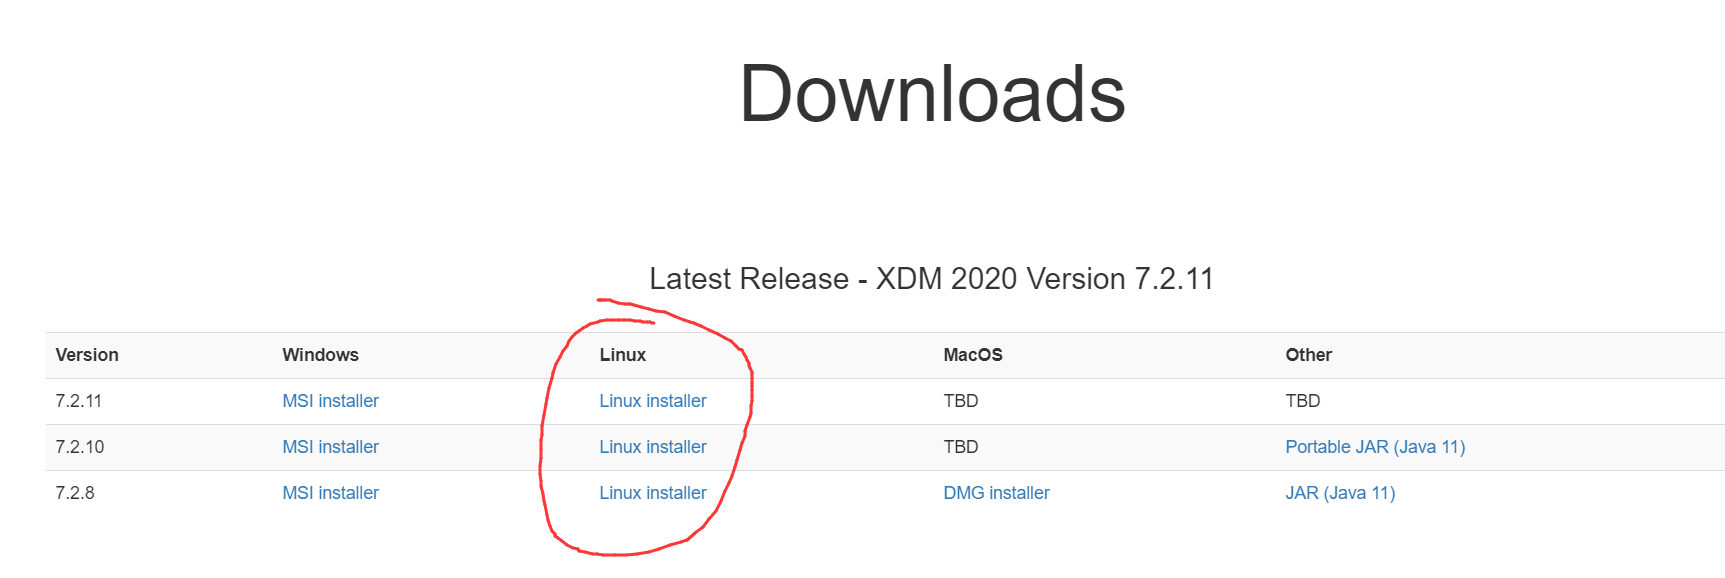 Downloads
Latest Release - XDM 2020 Version 7.2.11
Version Windows Linux MacOS Other
7.2.11 MSI installer Linux installer TBD TBD
7.2.10 MSI installer Linux installer TBD Portable JAR (Java 11)
7.2.8 MSI installer Linux installer DMG installer JAR (Java 11)